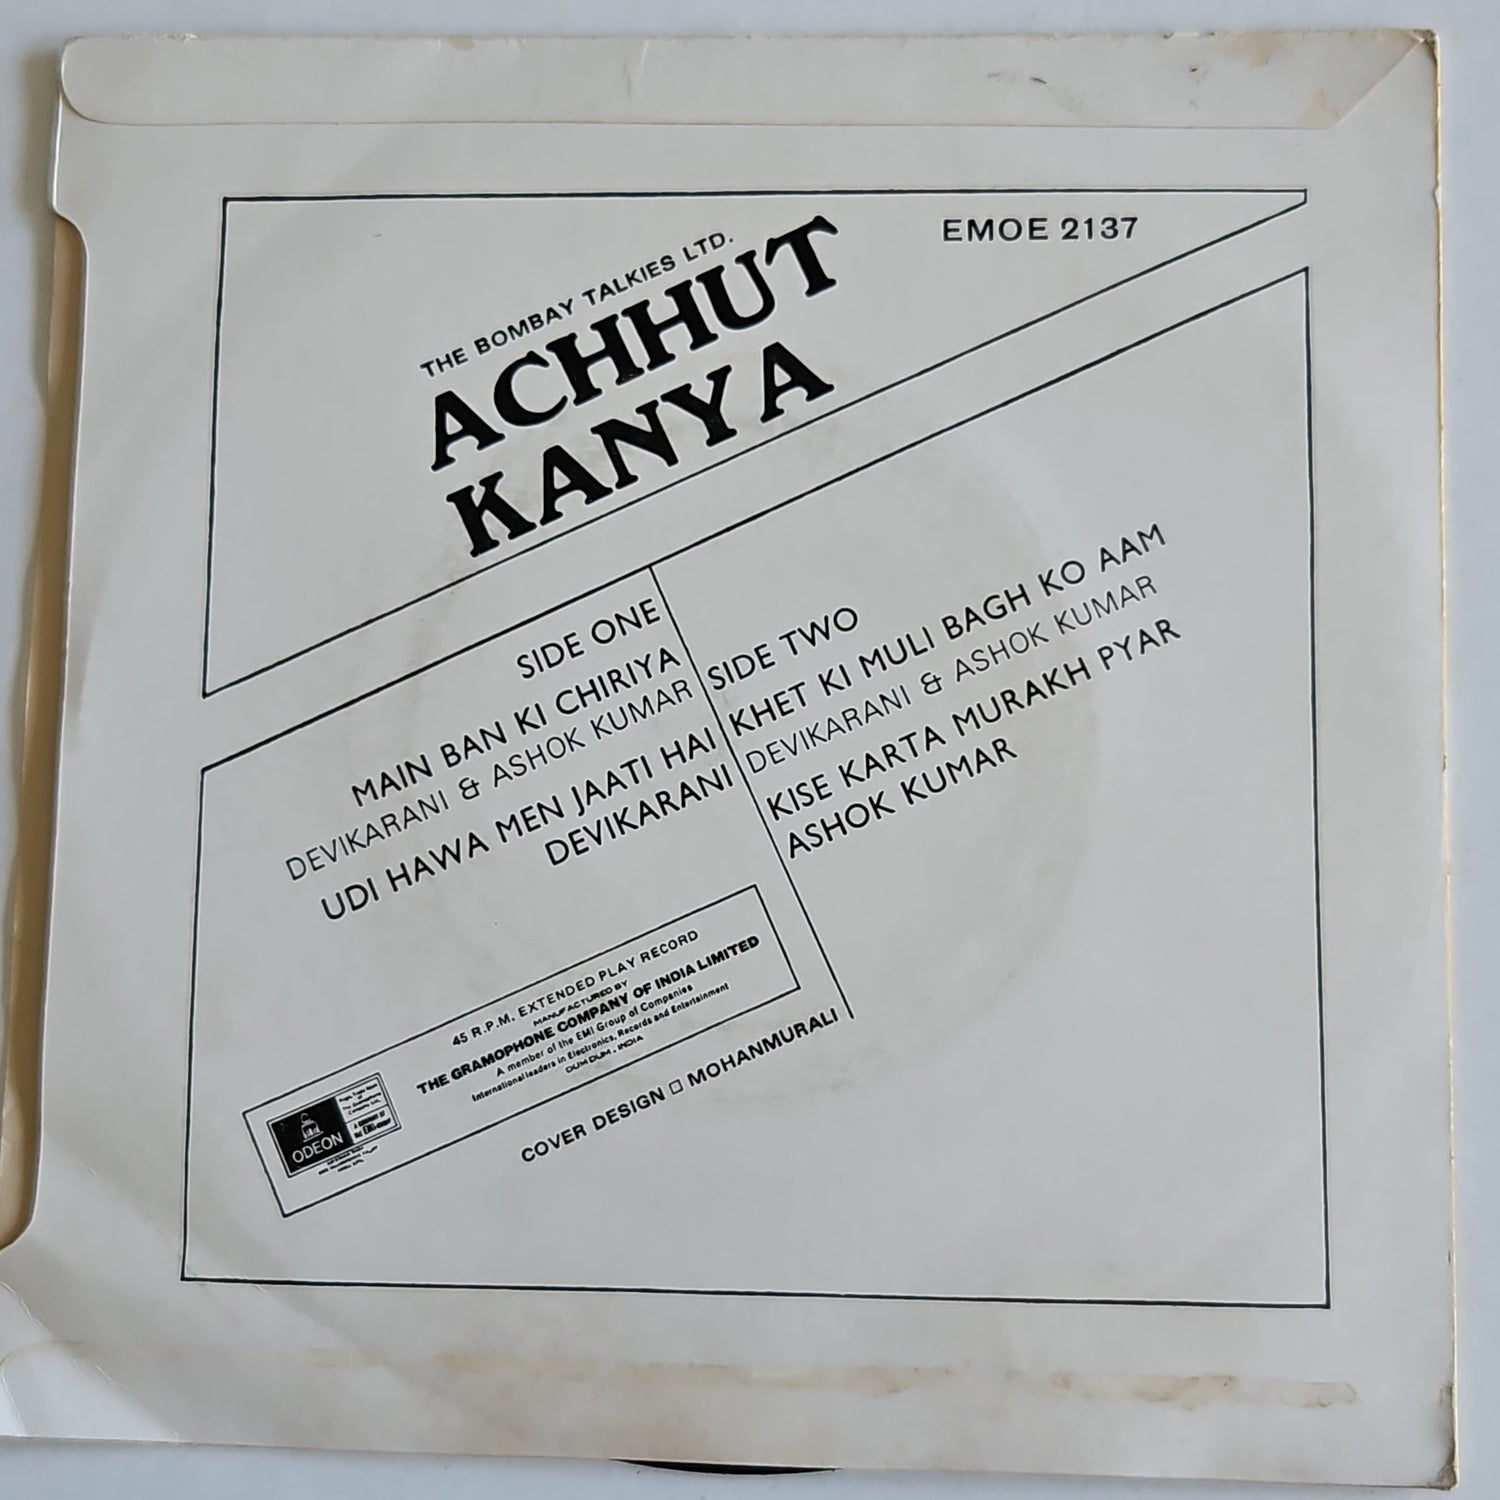 THE BOMBAY TALKIES LTD.
ACHHUT
KANYA
EMOE 2137
SIDE ONE
MAIN BAN KI CHIRIYA
DEVIKARANI & ASHOK KUMAR
UDI HAWA MEN JAATI HAI
DEVIKARANI
SIDE TWO
KHET KI MULI BAGH KO AAM
DEVIKARANI & ASHOK KUMAR
KISE KARTA MURAKH PYAR
ASHOK KUMAR
45 R.P.M. EXTENDED PLAY RECORD
MANUFACTURED BY
THE GRAMOPHONE COMPANY OF INDIA LIMITED
A member of the EMI Group of Companies
International leaders in Electronics, Records and Entertainment
DUM DUM. INDIA
ODEON
COVER DESIGN □ MOHANMURALI